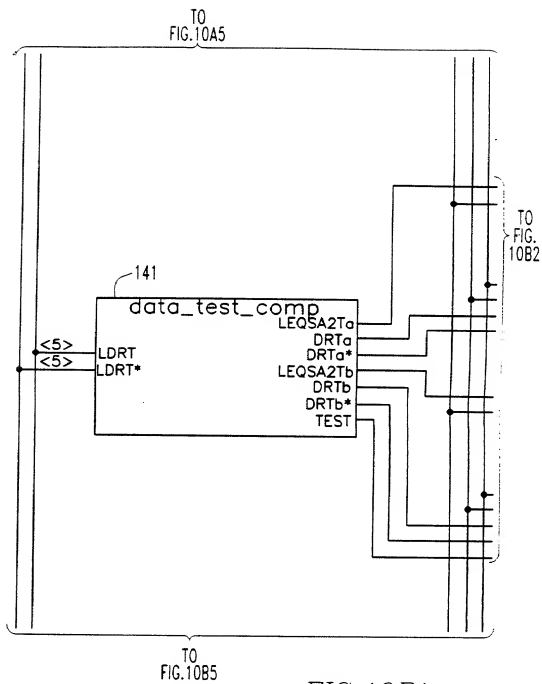 TO
FIG.10A5
TO
FIG.
10B2
141
data_test_comp
LEQSA2Ta
DRTa
<5>
LDRT
DRTa*
<5>
LDRT*
LEQSA2Tb
DRTb
DRTb*
TEST
TO
FIG.10B5